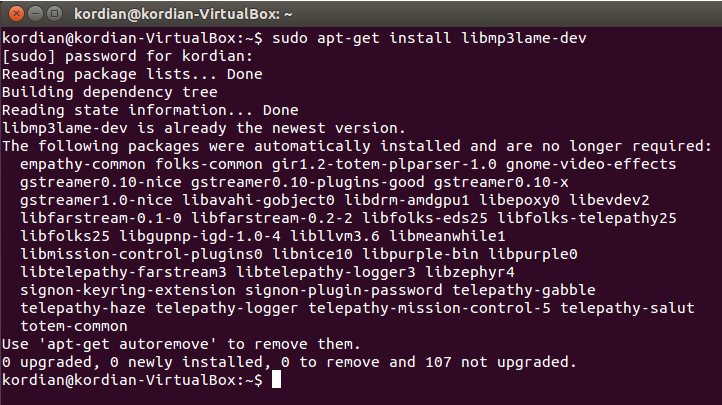 kordian@kordian-VirtualBox: ~
kordian@kordian-VirtualBox:~$ sudo apt-get install libmp3lame-dev
[sudo] password for kordian:
Reading package lists... Done
Building dependency tree
Reading state information... Done
libmp3lame-dev is already the newest version.
The following packages were automatically installed and are no longer required:
  empathy-common folks-common gir1.2-totem-plparser-1.0 gnome-video-effects
  gstreamer0.10-nice gstreamer0.10-plugins-good gstreamer0.10-x
  gstreamer1.0-nice libavahi-gobject0 libdrm-amdgpu1 libepoxy0 libevdev2
  libfarstream-0.1-0 libfarstream-0.2-2 libfolks-eds25 libfolks-telepathy25
  libfolks25 libgupnp-igd-1.0-4 libllvm3.6 libmeanwhile1
  libmission-control-plugins0 libnice10 libpurple-bin libpurple0
  libtelepathy-farstream3 libtelepathy-logger3 libzephyr4
  signon-keyring-extension signon-plugin-password telepathy-gabble
  telepathy-haze telepathy-logger telepathy-mission-control-5 telepathy-salut
  totem-common
Use 'apt-get autoremove' to remove them.
0 upgraded, 0 newly installed, 0 to remove and 107 not upgraded.
kordian@kordian-VirtualBox:~$